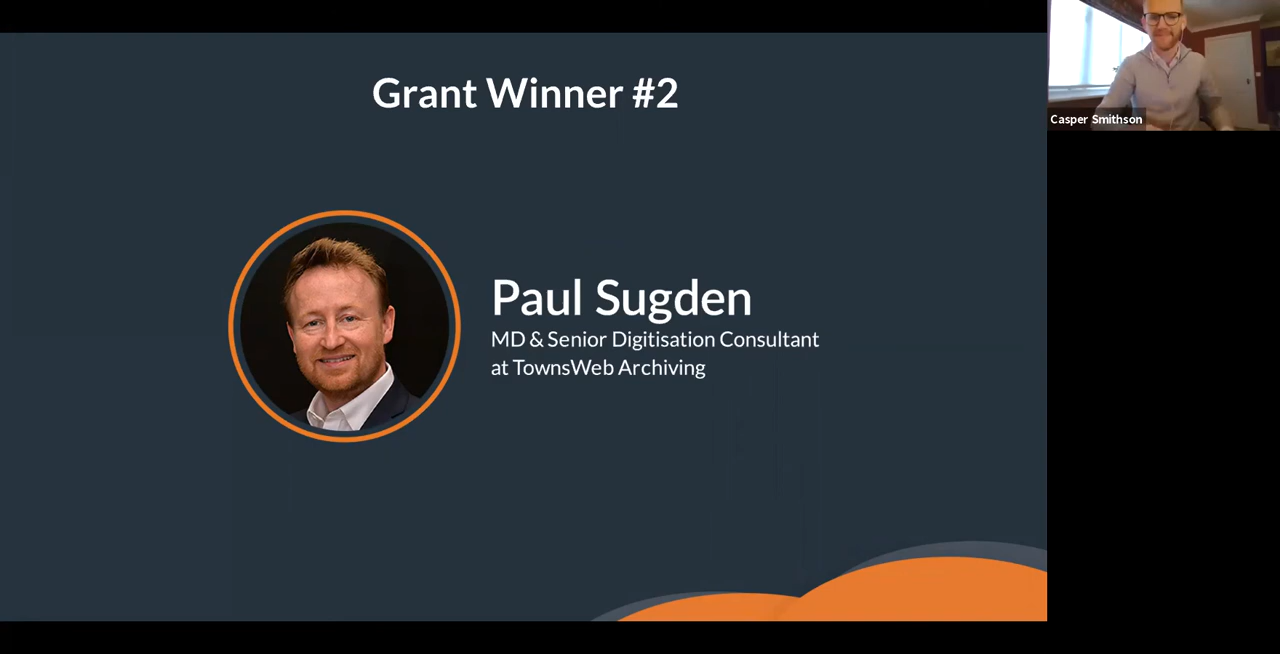 Grant Winner #2
Paul Sugden
MD & Senior Digitisation Consultant
at TownsWeb Archiving
Casper Smithson